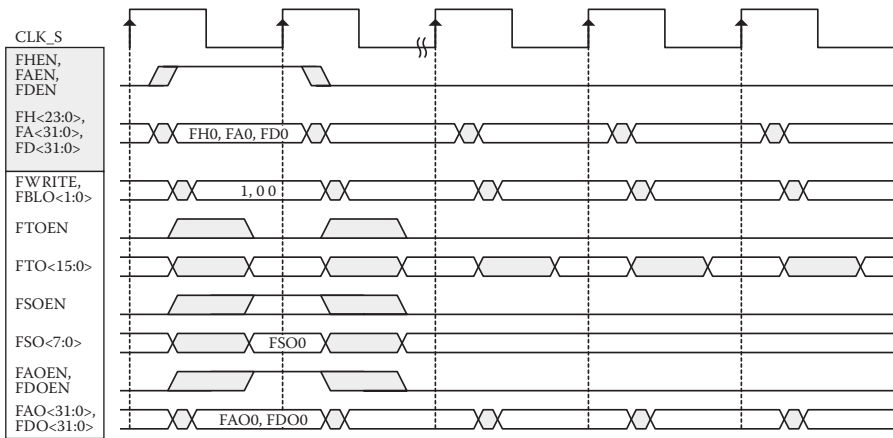 CLK_S
FHEN,
FAEN,
FDEN
FH<23:0>,
FA<31:0>,
FD<31:0>
FH0, FA0, FD0
FWRITE,
FBLO<1:0>
1, 0 0
FTOEN
FTO<15:0>
FSOEN
FSO<7:0>
FSO0
FAOEN,
FDOEN
FAO<31:0>,
FDO<31:0>
FAO0, FDO0